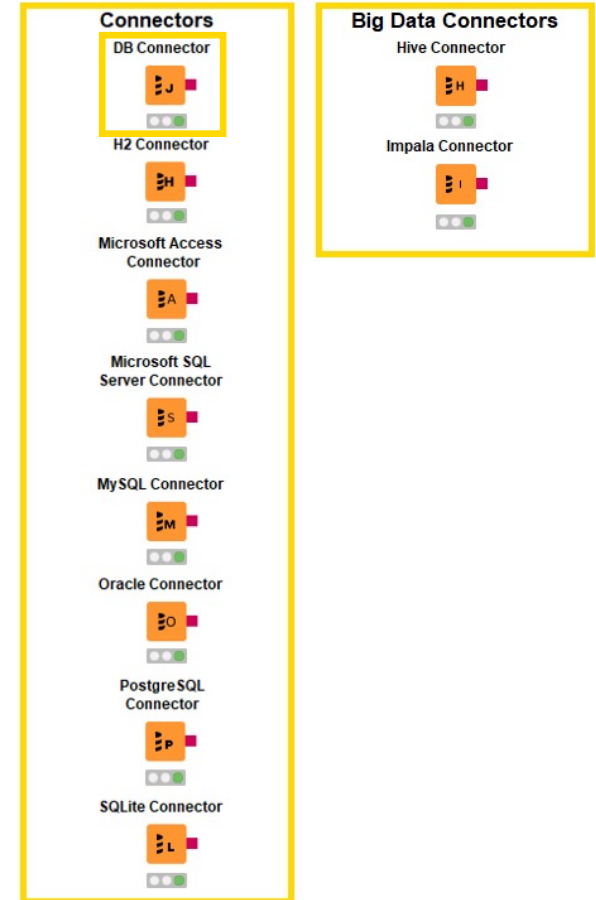 Connectors
DB Connector
J
H2 Connector
H
Microsoft Access
Connector
A
Microsoft SQL
Server Connector
S
MySQL Connector
M
Oracle Connector
O
PostgreSQL
Connector
P
SQLite Connector
L
Big Data Connectors
Hive Connector
H
Impala Connector
I